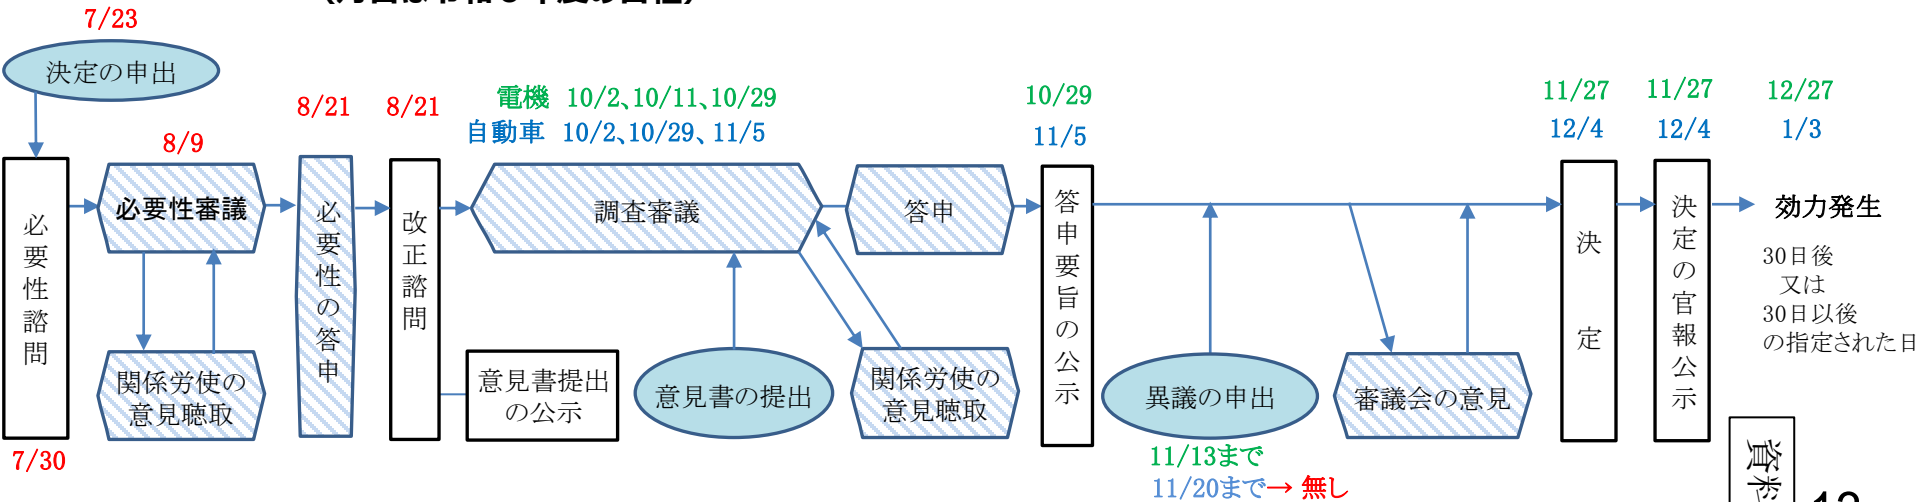 7/23
決定の申出
必要性諮問
7/30
8/9
必要性審議
関係労使の
意見聴取
8/21
必要性の答申
8/21
改正諮問
意見書提出
の公示
電機 10/2、10/11、10/29
自動車 10/2、10/29、11/5
調査審議
意見書の提出
関係労使の
意見聴取
答申
10/29
11/5
答申要旨の公示
異議の申出
11/13まで
11/20まで→ 無し
審議会の意見
11/27
12/4
決定
11/27
12/4
決定の官報公示
12/27
1/3
効力発生
30日後
又は
30日以後
の指定された日
資料